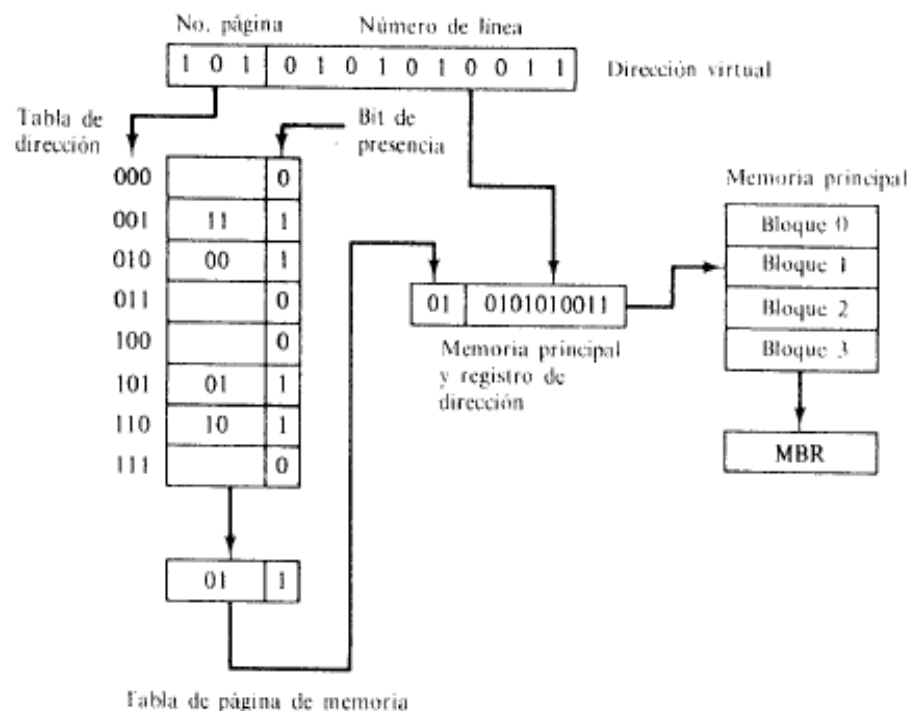 No. página Número de línea
1 0 1 0 1 0 1 0 1 0 0 1 1 Dirección virtual
Tabla de dirección
Bit de presencia
000 0
001 11 1
010 00 1
011 0
100 0
101 01 1
110 10 1
111 0
01 1
Tabla de página de memoria
01 0101010011
Memoria principal
y registro de
dirección
Memoria principal
Bloque 0
Bloque 1
Bloque 2
Bloque 3
MBR